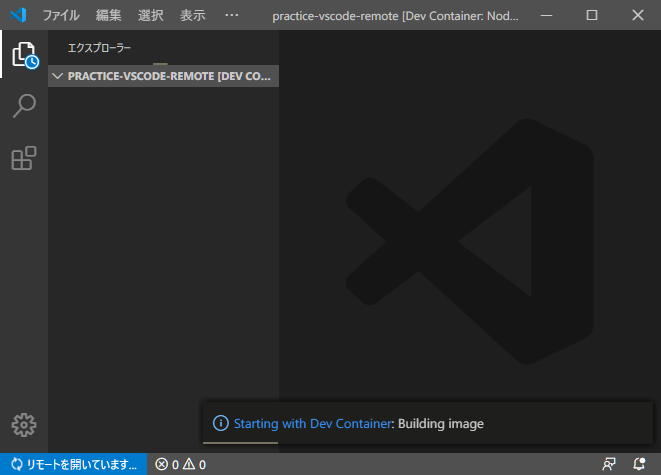 ファイル 編集 選択 表示 ··· practice-vscode-remote [Dev Container: Nod...
エクスプローラー
PRACTICE-VSCODE-REMOTE [DEV CO...
Starting with Dev Container: Building image
リモートを開いています... 0 0